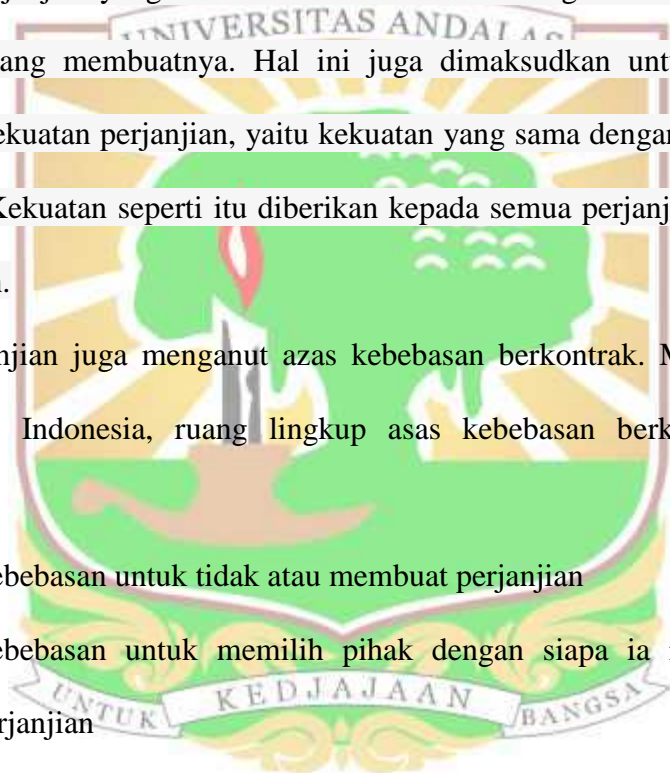 UNIVERSITAS ANDALAS
ang membuatnya. Hal ini juga dimaksudkan unt
ekuatan perjanjian, yaitu kekuatan yang sama dengan
Kekuatan seperti itu diberikan kepada semua perjanj
njian juga menganut azas kebebasan berkontrak. M
Indonesia, ruang lingkup asas kebebasan berk
ebebasan untuk tidak atau membuat perjanjian
ebebasan untuk memilih pihak dengan siapa ia
UNTUK KEDJAJAAN BANGSA
rjanjian